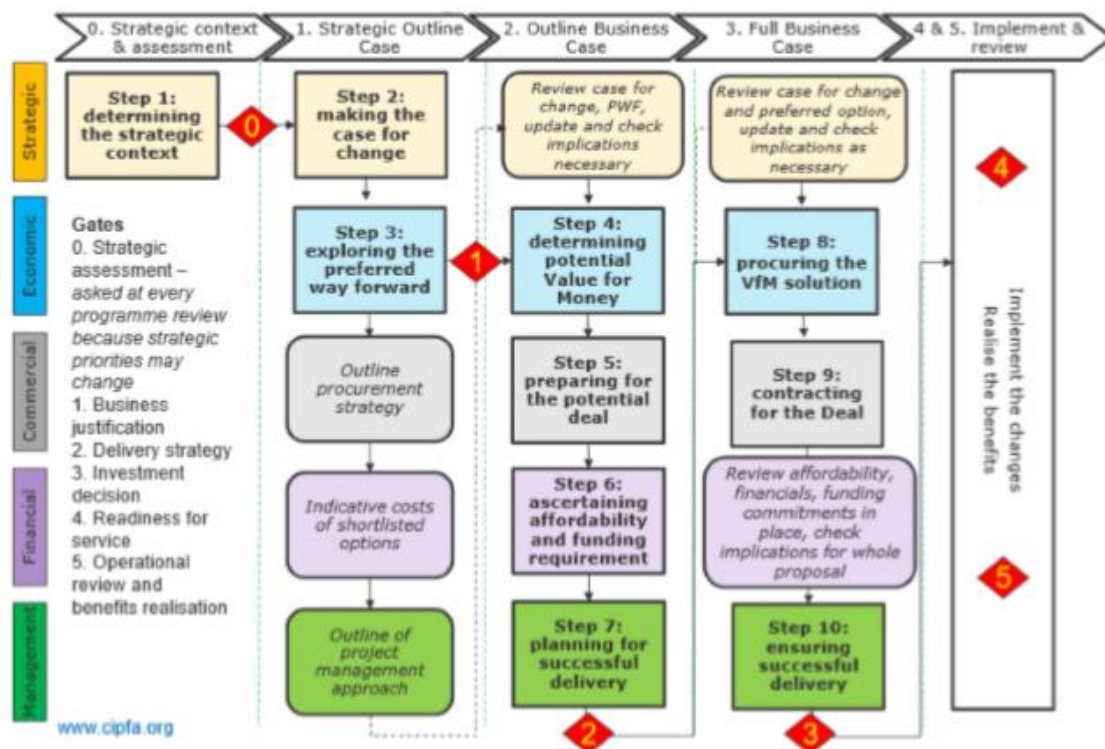 0. Strategic context
& assessment
1. Strategic Outline
Case
2. Outline Business
Case
3. Full Business
Case
4 & 5. Implement &
review
Strategic
Step 1:
determining
the strategic
context
0
Step 2:
making the
case for
change
Review case for
change, PWF,
update and check
implications
necessary
Review case for change
and preferred option,
update and check
implications as
necessary
4
Economic
Gates
0. Strategic
assessment –
asked at every
programme review
because strategic
priorities may
change
1. Business
justification
2. Delivery strategy
3. Investment
decision
4. Readiness for
service
5. Operational
review and
benefits realisation
Step 3:
exploring the
preferred
way forward
1
Step 4:
determining
potential
Value for
Money
Step 8:
procuring the
VfM solution
Implement the changes
Realise the benefits
Commercial
Outline
procurement
strategy
Step 5:
preparing for
the potential
deal
Step 9:
contracting
for the Deal
Financial
Indicative costs
of shortlisted
options
Step 6:
ascertaining
affordability
and funding
requirement
Review affordability,
financials, funding
commitments in
place, check
implications for whole
proposal
5
Management
Outline of
project
management
approach
Step 7:
planning for
successful
delivery
Step 10:
ensuring
successful
delivery
www.cipfa.org
2
3